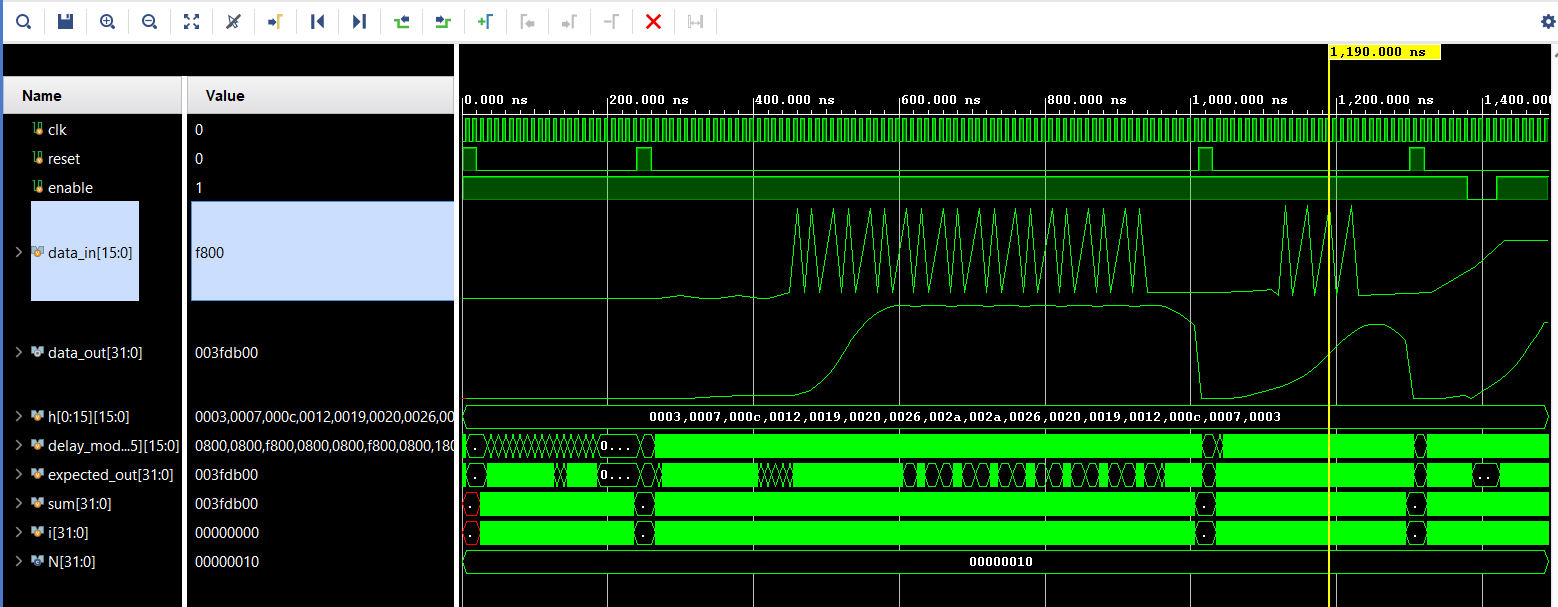 1,190.000 ns
Name Value
0.000 ns 200.000 ns 400.000 ns 600.000 ns 800.000 ns 1,000.000 ns 1,200.000 ns 1,400.000
clk 0
reset 0
enable 1
data_in[15:0] f800
data_out[31:0] 003fdb00
h[0:15][15:0] 0003,0007,000c,0012,0019,0020,0026,00 0003,0007,000c,0012,0019,0020,0026,002a,002a,0026,0020,0019,0012,000c,0007,0003
delay_mod...5][15:0] 0800,0800,f800,0800,0800,f800,0800,180 . 0...
expected_out[31:0] 003fdb00 . 0... . . ..
sum[31:0] 003fdb00 . . . .
i[31:0] 00000000 . . . .
N[31:0] 00000010 00000010